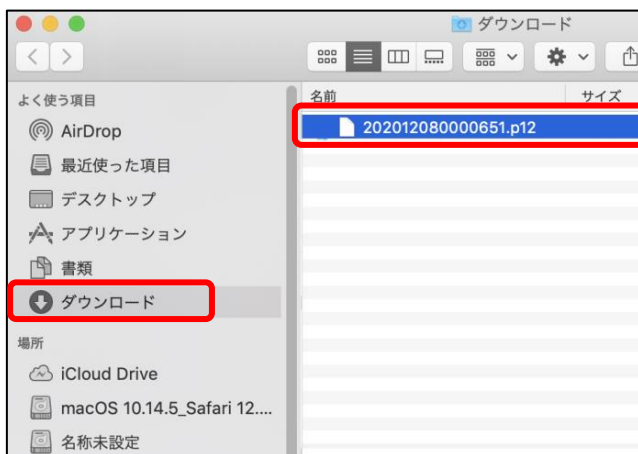 ダウンロード
よく使う項目
AirDrop
最近使った項目
デスクトップ
アプリケーション
書類
ダウンロード
場所
iCloud Drive
macOS 10.14.5_Safari 12....
名称未設定
名前 サイズ
202012080000651.p12